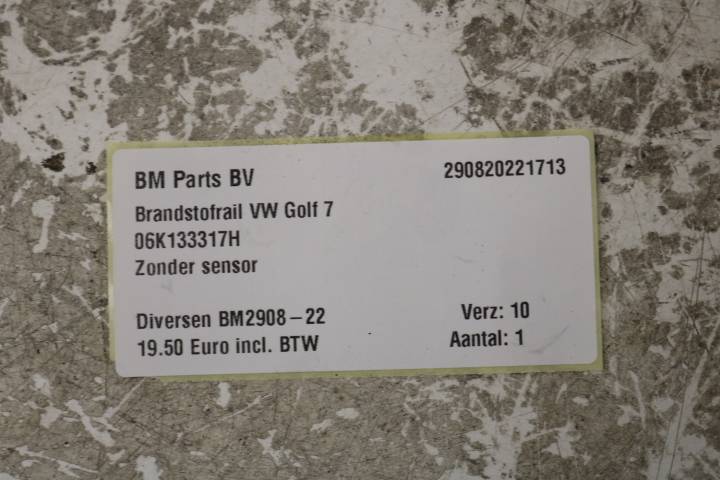 BM Parts BV 290820221713
Brandstofrail VW Golf 7
06K133317H
Zonder sensor
Diversen BM2908-22 Verz: 10
19.50 Euro incl. BTW Aantal: 1